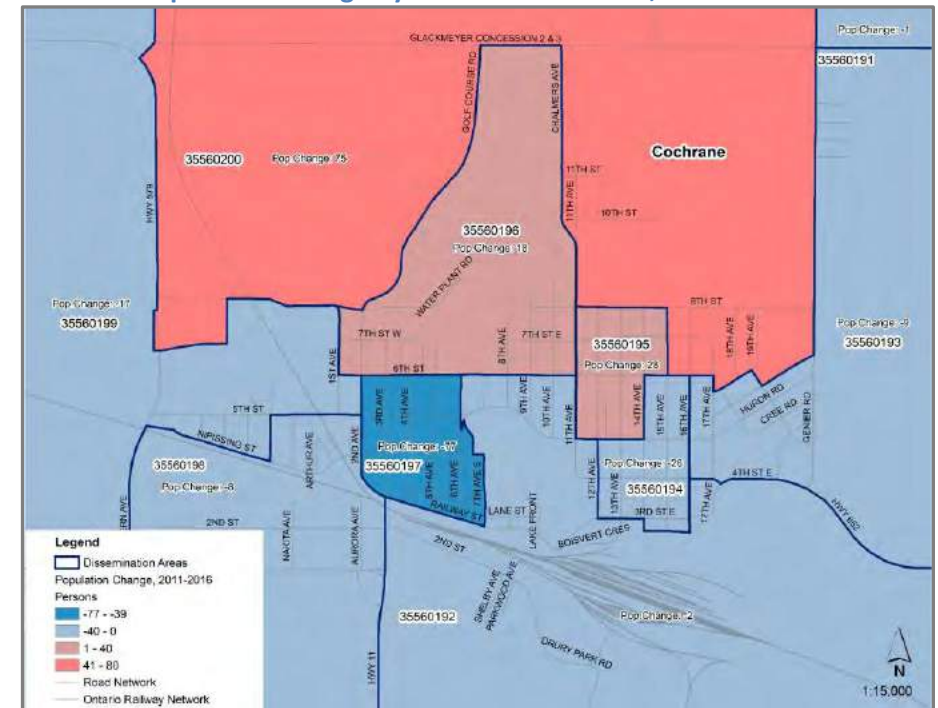 GLACKMEYER CONCESSION 2 & 3
Pop Change: -1
35560191
GOLF COURSE RD
CHALMERS AVE
Cochrane
35560200
Pop Change: 75
11TH ST
11TH AVE
10TH ST
HWY 579
35560196
Pop Change: 18
WATER PLANT RD
Pop Change: -17
35560199
8TH ST
7TH ST W
8TH AVE
7TH ST E
35560195
Pop Change: 28
18TH AVE
19TH AVE
Pop Change: -9
35560193
1ST AVE
6TH ST
3RD AVE
4TH AVE
9TH AVE
10TH AVE
11TH AVE
14TH AVE
15TH AVE
16TH AVE
17TH AVE
HURON RD
CREE RD
GENIER RD
5TH ST
NIPISSING ST
2ND AVE
ARTHUR AVE
Pop Change: -77
35560197
5TH AVE
6TH AVE
7TH AVE S
35560198
Pop Change: -8
12TH AVE
13TH AVE
Pop Change: -26
35560194
4TH ST E
17TH AVE
3RD ST E
HWY 652
RAILWAY ST
LANE ST
LAKE FRONT
BOISVERT CRES
ERN AVE
2ND ST
NAKITA AVE
AURORA AVE
2ND ST
SHELBY AVE
PARKWOOD AVE
35560192
Pop Change: -2
DRURY PARK RD
HWY 11
Legend
Dissemination Areas
Population Change, 2011-2016
Persons
-77 - -39
-40 - 0
1 - 40
41 - 80
Road Network
Ontario Railway Network
N
1:15,000